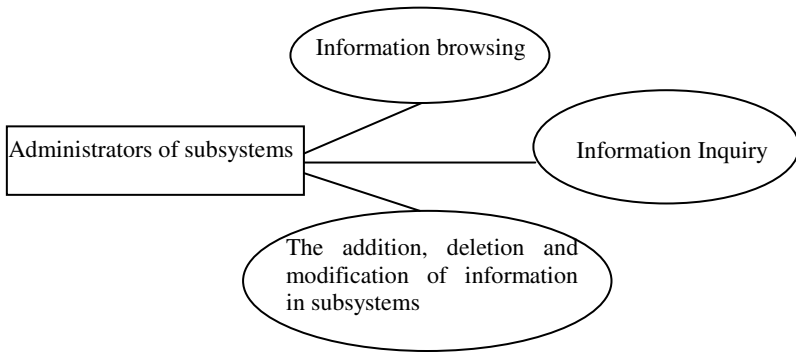 Information browsing
Administrators of subsystems
Information Inquiry
The addition, deletion and
modification of information
in subsystems